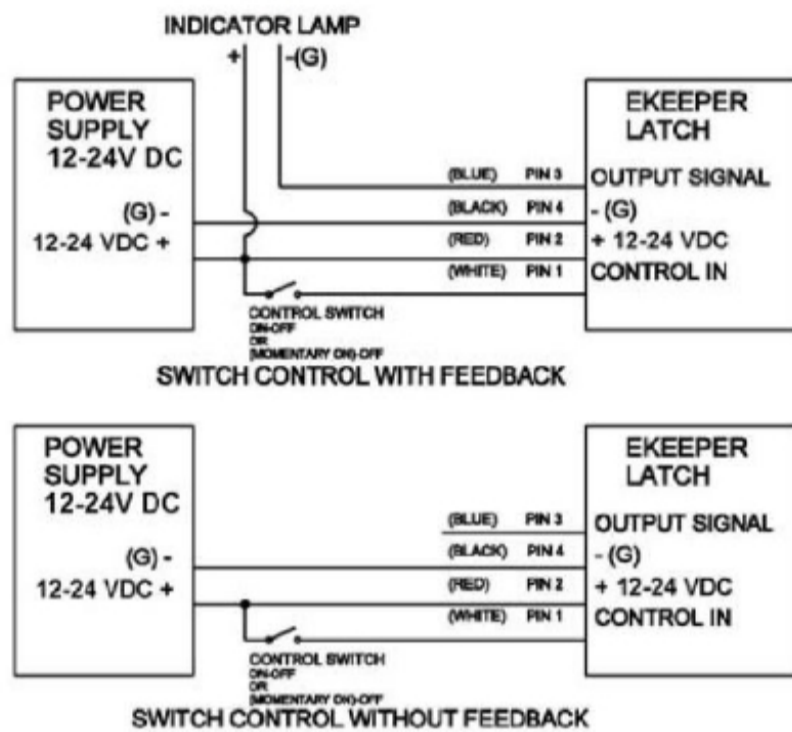 INDICATOR LAMP
+ -(G)
POWER
SUPPLY
12-24V DC
(G) -
12-24 VDC +
EKEEPER
LATCH
(BLUE) PIN 3 OUTPUT SIGNAL
(BLACK) PIN 4 - (G)
(RED) PIN 2 + 12-24 VDC
(WHITE) PIN 1 CONTROL IN
CONTROL SWITCH
ON-OFF
OR
(MOMENTARY ON)-OFF
SWITCH CONTROL WITH FEEDBACK
POWER
SUPPLY
12-24V DC
(G) -
12-24 VDC +
EKEEPER
LATCH
(BLUE) PIN 3 OUTPUT SIGNAL
(BLACK) PIN 4 - (G)
(RED) PIN 2 + 12-24 VDC
(WHITE) PIN 1 CONTROL IN
CONTROL SWITCH
ON-OFF
OR
(MOMENTARY ON)-OFF
SWITCH CONTROL WITHOUT FEEDBACK